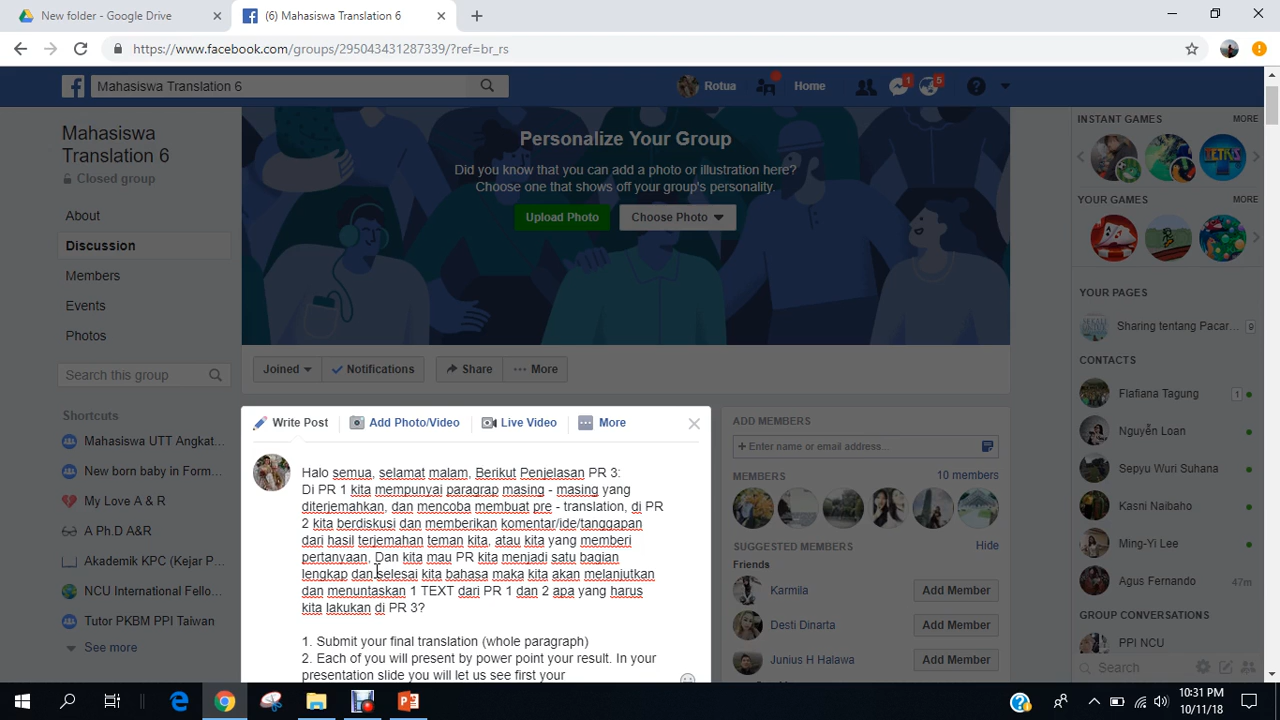 New folder - Google Drive
(6) Mahasiswa Translation 6
https://www.facebook.com/groups/295043431287339/?ref=br_rs
Mahasiswa Translation 6
Rotua
Home
1
5
Mahasiswa
Translation 6
Closed group
About
Discussion
Members
Events
Photos
Search this group
Shortcuts
Mahasiswa UTT Angkat...
New born baby in Form...
My Love A & R
A Ph.D A&R
Akademik KPC (Kejar P...
NCU International Fello...
Tutor PKBM PPI Taiwan
See more
Personalize Your Group
Did you know that you can add a photo or illustration here?
Choose one that shows off your group's personality.
Upload Photo
Choose Photo
Joined
Notifications
Share
More
Write Post
Add Photo/Video
Live Video
More
Halo semua, selamat malam, Berikut Penjelasan PR 3:
Di PR 1 kita mempunyai paragrap masing - masing yang
diterjemahkan, dan mencoba membuat pre - translation, di PR
2 kita berdiskusi dan memberikan komentar/ide/tanggapan
dari hasil terjemahan teman kita, atau kita yang memberi
pertanyaan, Dan kita mau PR kita menjadi satu bagian
lengkap dan selesai kita bahasa maka kita akan melanjutkan
dan menuntaskan 1 TEXT dari PR 1 dan 2 apa yang harus
kita lakukan di PR 3?
1. Submit your final translation (whole paragraph)
2. Each of you will present by power point your result. In your
presentation slide you will let us see first your
ADD MEMBERS
+ Enter name or email address...
MEMBERS
10 members
SUGGESTED MEMBERS
Hide
Friends
Karmila
Add Member
Desti Dinarta
Add Member
Junius H Halawa
Add Member
INSTANT GAMES
MORE
TETRIS
YOUR GAMES
MORE
YOUR PAGES
Sharing tentang Pacar...
9
CONTACTS
Flafiana Tagung
1
Nguyễn Loan
Sepyu Wuri Suhana
Kasni Naibaho
Ming-Yi Lee
Agus Fernando
47m
PPI NCU
Search
10:31 PM
10/11/18